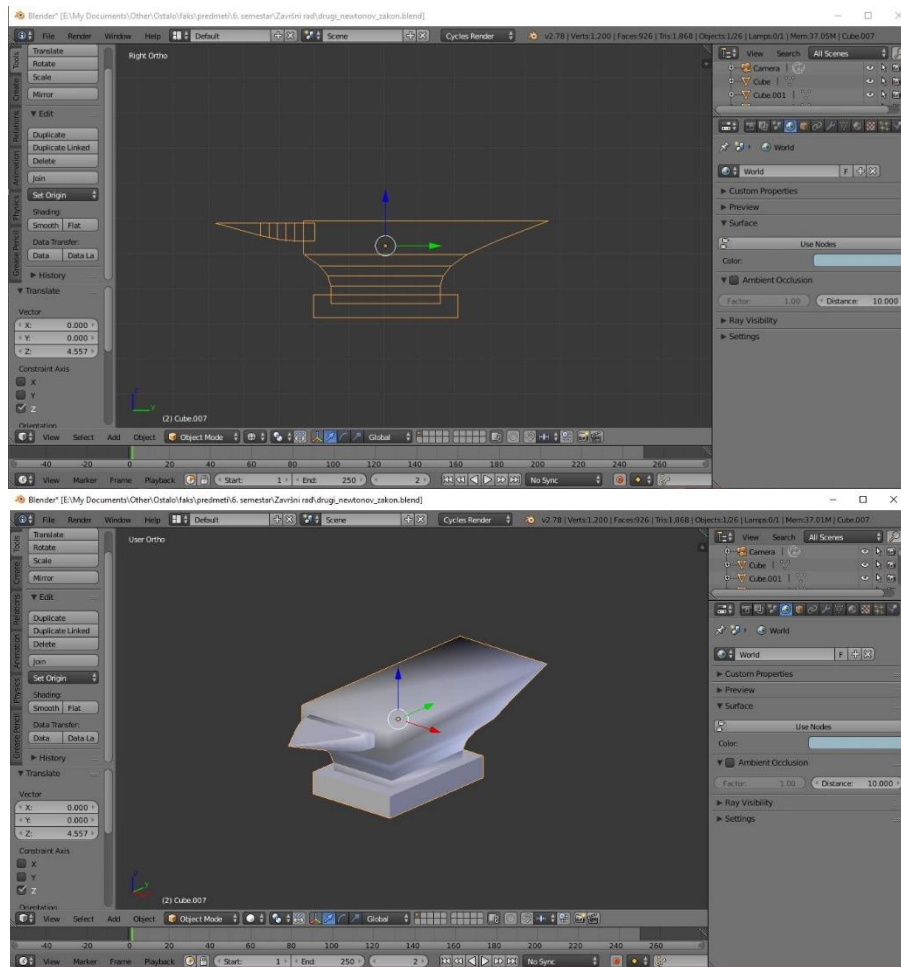 Blender* [E:\My Documents\Other\Ostalo\faks\predmeti\6. semestar\Završni rad\drugi_newtonov_zakon.blend]
File Render Window Help Default Scene Cycles Render v2.78 | Verts:1,200 | Faces:926 | Tris:1,868 | Objects:1/26 | Lamps:0/1 | Mem:37.05M | Cube.007
Tools
Create
Relations
Animation
Physics
Grease Pencil
Translate
Rotate
Scale
Mirror
Edit
Duplicate
Duplicate Linked
Delete
Join
Set Origin
Shading:
Smooth Flat
Data Transfer:
Data Data La
History
Translate
Vector
X: 0.000
Y: 0.000
Z: 4.557
Constraint Axis
X
Y
Z
Orientation
Right Ortho
(2) Cube.007
View Search All Scenes
Camera
Cube
Cube.001
World
World F
Custom Properties
Preview
Surface
Use Nodes
Color:
Ambient Occlusion
Factor: 1.00 Distance: 10.000
Ray Visibility
Settings
View Select Add Object Object Mode Global
-40 -20 0 20 40 60 80 100 120 140 160 180 200 220 240 260
View Marker Frame Playback Start: 1 End: 250 2 No Sync
Blender* [E:\My Documents\Other\Ostalo\faks\predmeti\6. semestar\Završni rad\drugi_newtonov_zakon.blend]
File Render Window Help Default Scene Cycles Render v2.78 | Verts:1,200 | Faces:926 | Tris:1,868 | Objects:1/26 | Lamps:0/1 | Mem:37.01M | Cube.007
Tools
Create
Relations
Animation
Physics
Grease Pencil
Translate
Rotate
Scale
Mirror
Edit
Duplicate
Duplicate Linked
Delete
Join
Set Origin
Shading:
Smooth Flat
Data Transfer:
Data Data La
History
Translate
Vector
X: 0.000
Y: 0.000
Z: 4.557
Constraint Axis
X
Y
Z
Orientation
User Ortho
(2) Cube.007
View Search All Scenes
Camera
Cube
Cube.001
World
World F
Custom Properties
Preview
Surface
Use Nodes
Color:
Ambient Occlusion
Factor: 1.00 Distance: 10.000
Ray Visibility
Settings
View Select Add Object Object Mode Global
-40 -20 0 20 40 60 80 100 120 140 160 180 200 220 240 260
View Marker Frame Playback Start: 1 End: 250 2 No Sync